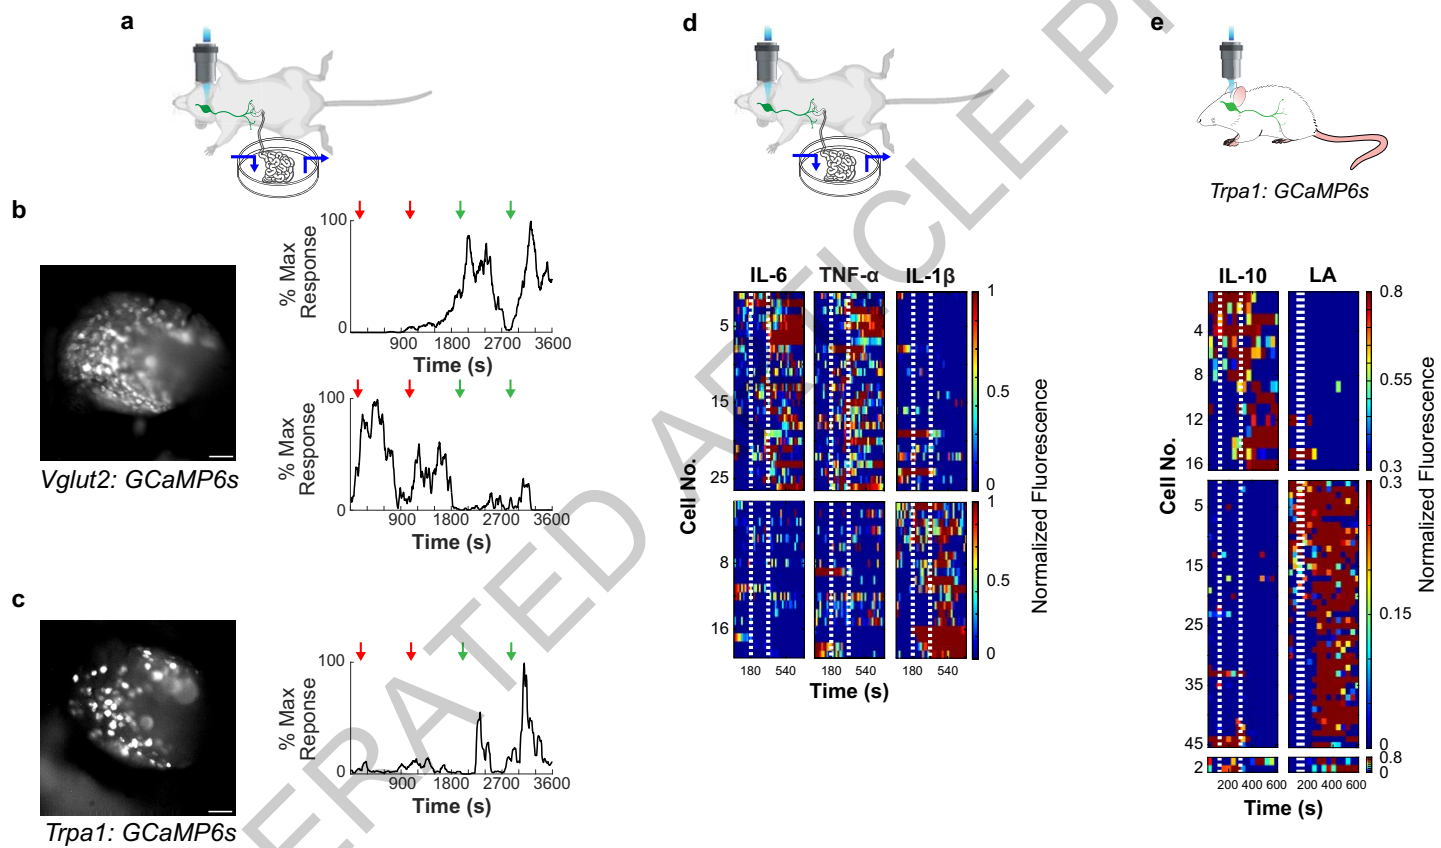 a
d
e
Trpa1: GCaMP6s
b
100
% Max
Response
0
900 1800 2700 3600
Time (s)
100
% Max
Response
0
900 1800 2700 3600
Time (s)
Vglut2: GCaMP6s
c
100
% Max
Reponse
0
900 1800 2700 3600
Time (s)
Trpa1: GCaMP6s
IL-6 TNF-α IL-1β
Cell No.
5
15
25
8
16
1
0.5
0
1
0.5
0
Normalized Fluorescence
180 540 180 540
Time (s)
IL-10 LA
Cell No.
4
8
12
16
5
15
25
35
45
2
0.8
0.55
0.3
0.3
0.15
0
0.8
0
Normalized Fluorescence
200 400 600 200 400 600
Time (s)
ERATED ARTICLE PR